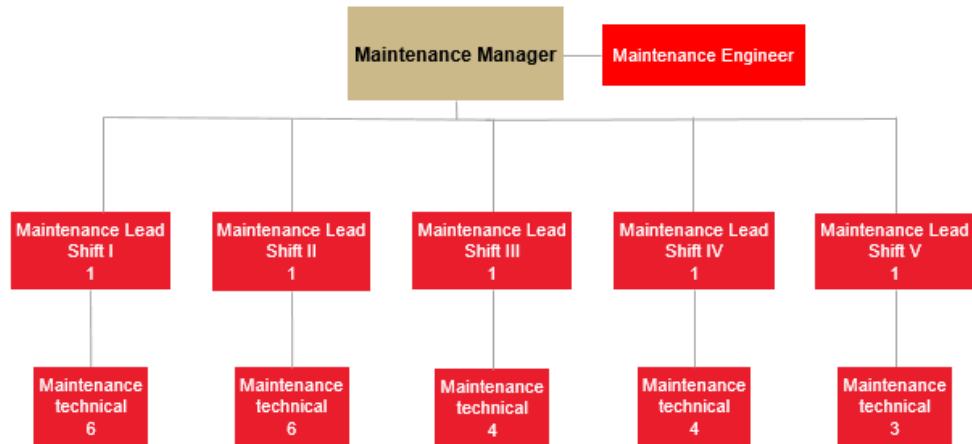 Maintenance Manager
Maintenance Engineer
Maintenance Lead
Shift I
1
Maintenance Lead
Shift II
1
Maintenance Lead
Shift III
1
Maintenance Lead
Shift IV
1
Maintenance Lead
Shift V
1
Maintenance
technical
6
Maintenance
technical
6
Maintenance
technical
4
Maintenance
technical
4
Maintenance
technical
3